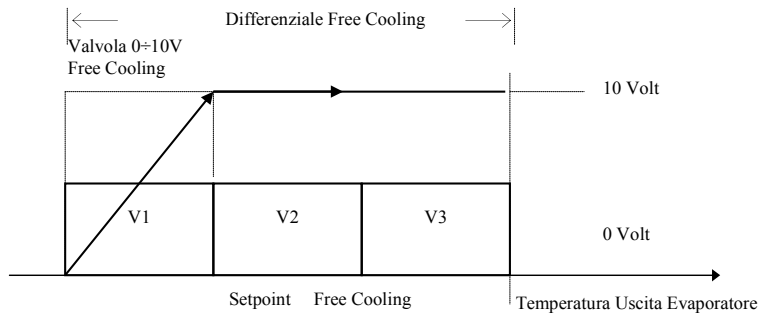 Differenziale Free Cooling
Valvola 0÷10V
Free Cooling
10 Volt
V1 V2 V3
0 Volt
Setpoint Free Cooling
Temperatura Uscita Evaporatore